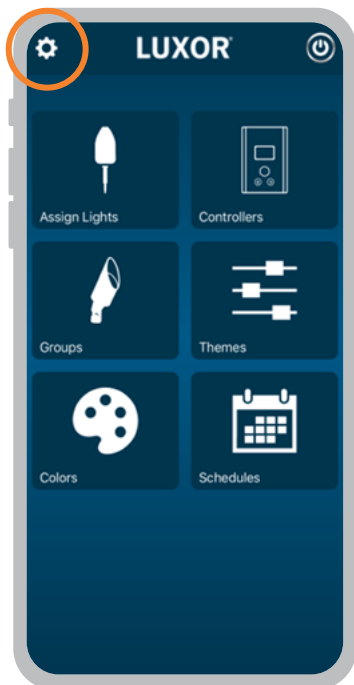 LUXOR®
Assign Lights
Controllers
Groups
Themes
Colors
Schedules